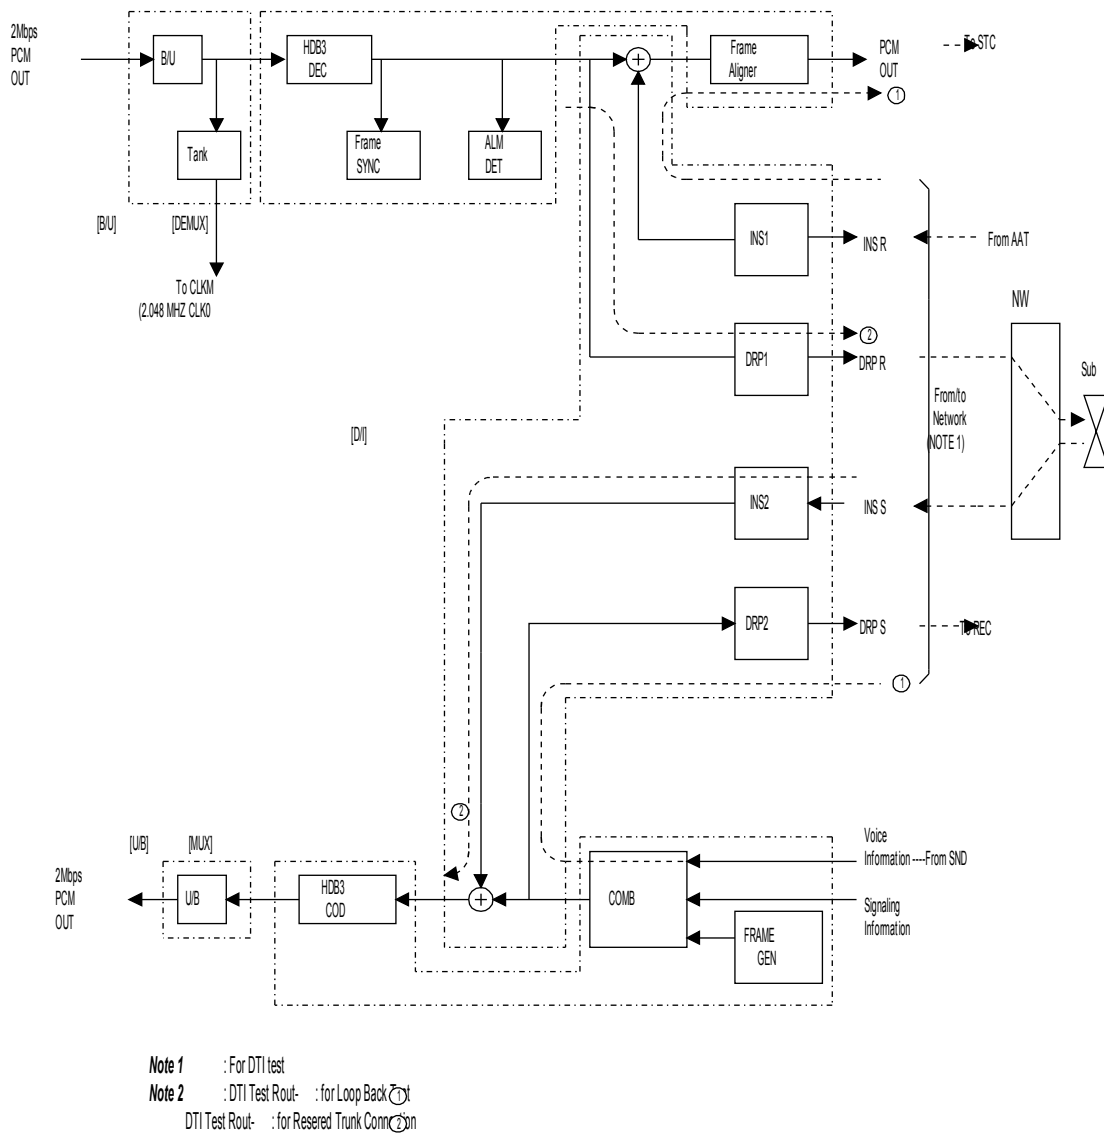 2Mbps
PCM
OUT
B/U
HDB3
DEC
Frame
Aligner
PCM
OUT
To STC
1
Tank
Frame
SYNC
ALM
DET
[B/U]
[DEMUX]
To CLKM
(2.048 MHZ CLK0
INS1
INS R
From AAT
NW
2
DRP1
DRP R
Sub
From/to
Network
(NOTE 1)
[D/I]
INS2
INS S
DRP2
DRP S
To REC
1
2
[U/B]
[MUX]
Voice
Information ----From SND
2Mbps
PCM
OUT
U/B
HDB3
COD
COMB
Signaling
Information
FRAME
GEN
Note 1 : For DTI test
Note 2 : DTI Test Rout- : for Loop Back Test 1
DTI Test Rout- : for Resered Trunk Connection 2